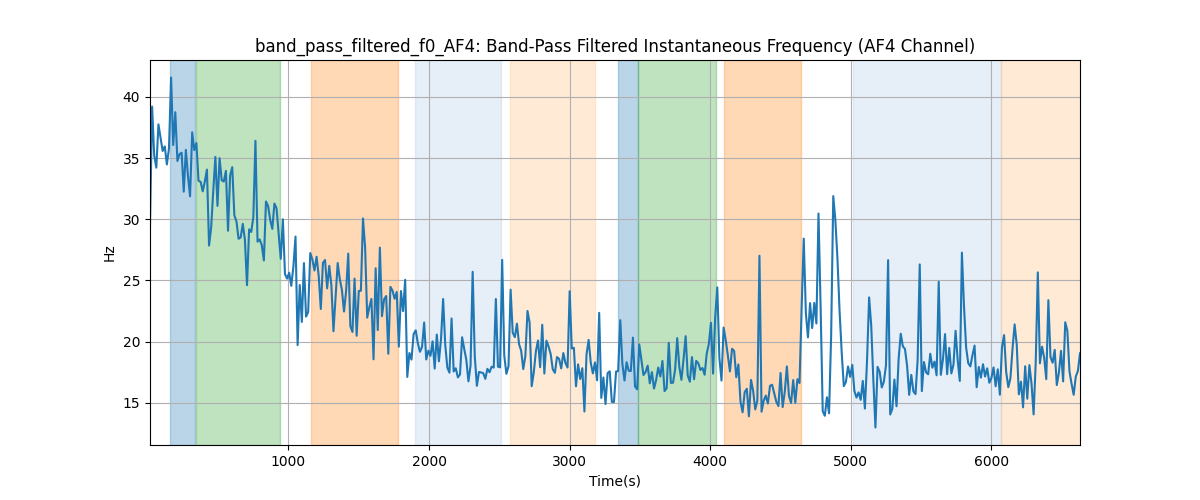 band_pass_filtered_f0_AF4: Band-Pass Filtered Instantaneous Frequency (AF4 Channel)
40
35
30
25
20
15
Hz
1000 2000 3000 4000 5000 6000
Time(s)